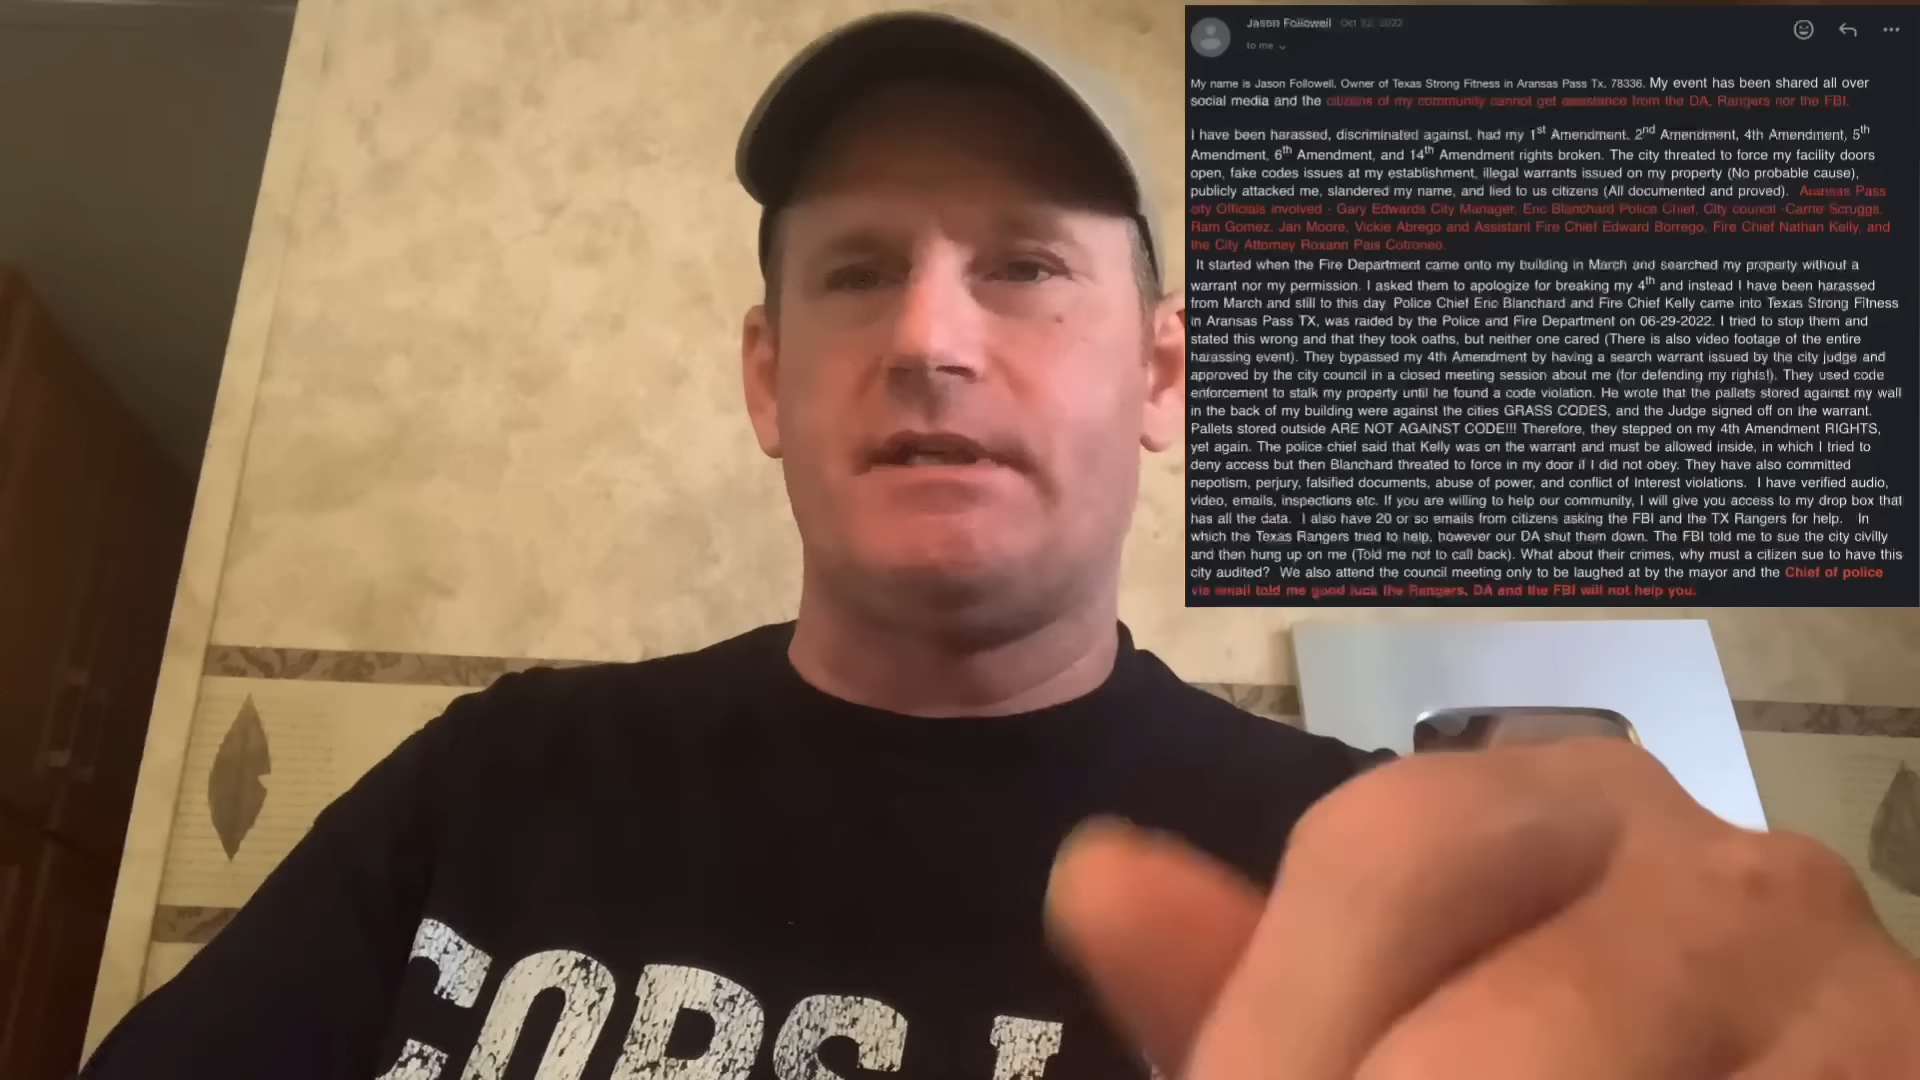 Jason Followell Oct 22, 2022
to me
My name is Jason Followell, Owner of Texas Strong Fitness in Aransas Pass Tx, 78336. My event has been shared all over
social media and the citizens of my community cannot get assistance from the DA, Rangers nor the FBI.
I have been harassed, discriminated against, had my 1st Amendment, 2nd Amendment, 4th Amendment, 5th
Amendment, 6th Amendment, and 14th Amendment rights broken. The city threated to force my facility doors
open, fake codes issues at my establishment, illegal warrants issued on my property (No probable cause),
publicly attacked me, slandered my name, and lied to us citizens (All documented and proved). Aransas Pass
city Officials involved - Gary Edwards City Manager, Eric Blanchard Police Chief, City council -Carrie Scruggs,
Ram Gomez, Jan Moore, Vickie Abrego and Assistant Fire Chief Edward Borrego, Fire Chief Nathan Kelly, and
the City Attorney Roxann Pais Cotroneo.
It started when the Fire Department came onto my building in March and searched my property without a
warrant nor my permission. I asked them to apologize for breaking my 4th and instead I have been harassed
from March and still to this day. Police Chief Eric Blanchard and Fire Chief Kelly came into Texas Strong Fitness
in Aransas Pass TX, was raided by the Police and Fire Department on 06-29-2022. I tried to stop them and
stated this wrong and that they took oaths, but neither one cared (There is also video footage of the entire
harassing event). They bypassed my 4th Amendment by having a search warrant issued by the city judge and
approved by the city council in a closed meeting session about me (for defending my rights!). They used code
enforcement to stalk my property until he found a code violation. He wrote that the pallets stored against my wall
in the back of my building were against the cities GRASS CODES, and the Judge signed off on the warrant.
Pallets stored outside ARE NOT AGAINST CODE!!! Therefore, they stepped on my 4th Amendment RIGHTS,
yet again. The police chief said that Kelly was on the warrant and must be allowed inside, in which I tried to
deny access but then Blanchard threated to force in my door if I did not obey. They have also committed
nepotism, perjury, falsified documents, abuse of power, and conflict of Interest violations. I have verified audio,
video, emails, inspections etc. If you are willing to help our community, I will give you access to my drop box that
has all the data. I also have 20 or so emails from citizens asking the FBI and the TX Rangers for help. In
which the Texas Rangers tried to help, however our DA shut them down. The FBI told me to sue the city civilly
and then hung up on me (Told me not to call back). What about their crimes, why must a citizen sue to have this
city audited? We also attend the council meeting only to be laughed at by the mayor and the Chief of police
via email told me good luck the Rangers, DA and the FBI will not help you.
COPS